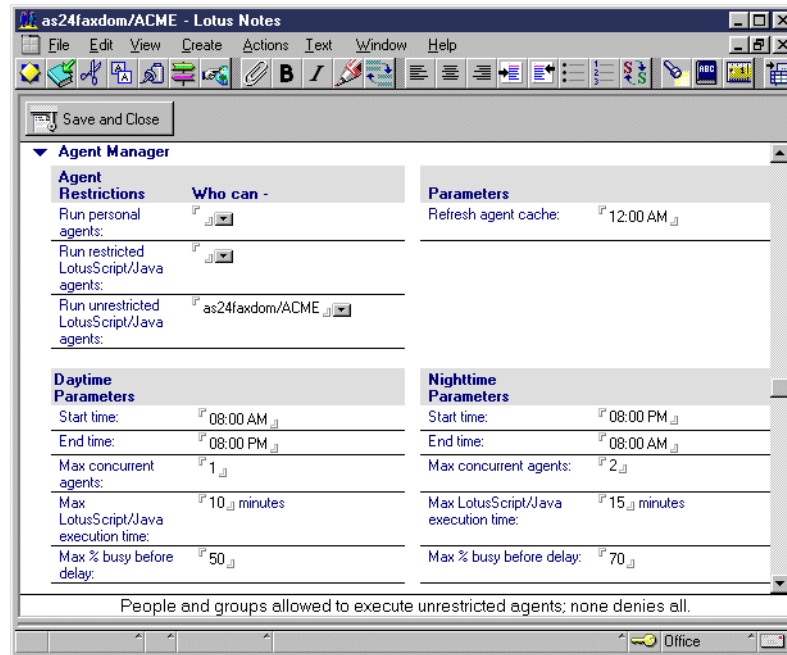 as24faxdom/ACME - Lotus Notes
File Edit View Create Actions Text Window Help
Save and Close
Agent Manager
Agent
Restrictions Who can - Parameters
Run personal
agents:
Refresh agent cache: 12:00 AM
Run restricted
LotusScript/Java
agents:
Run unrestricted
LotusScript/Java
agents:
as24faxdom/ACME
Daytime
Parameters
Nighttime
Parameters
Start time: 08:00 AM Start time: 08:00 PM
End time: 08:00 PM End time: 08:00 AM
Max concurrent
agents:
1
Max concurrent agents: 2
Max
LotusScript/Java
execution time:
10 minutes
Max LotusScript/Java
execution time:
15 minutes
Max % busy before
delay:
50
Max % busy before delay: 70
People and groups allowed to execute unrestricted agents; none denies all.
Office